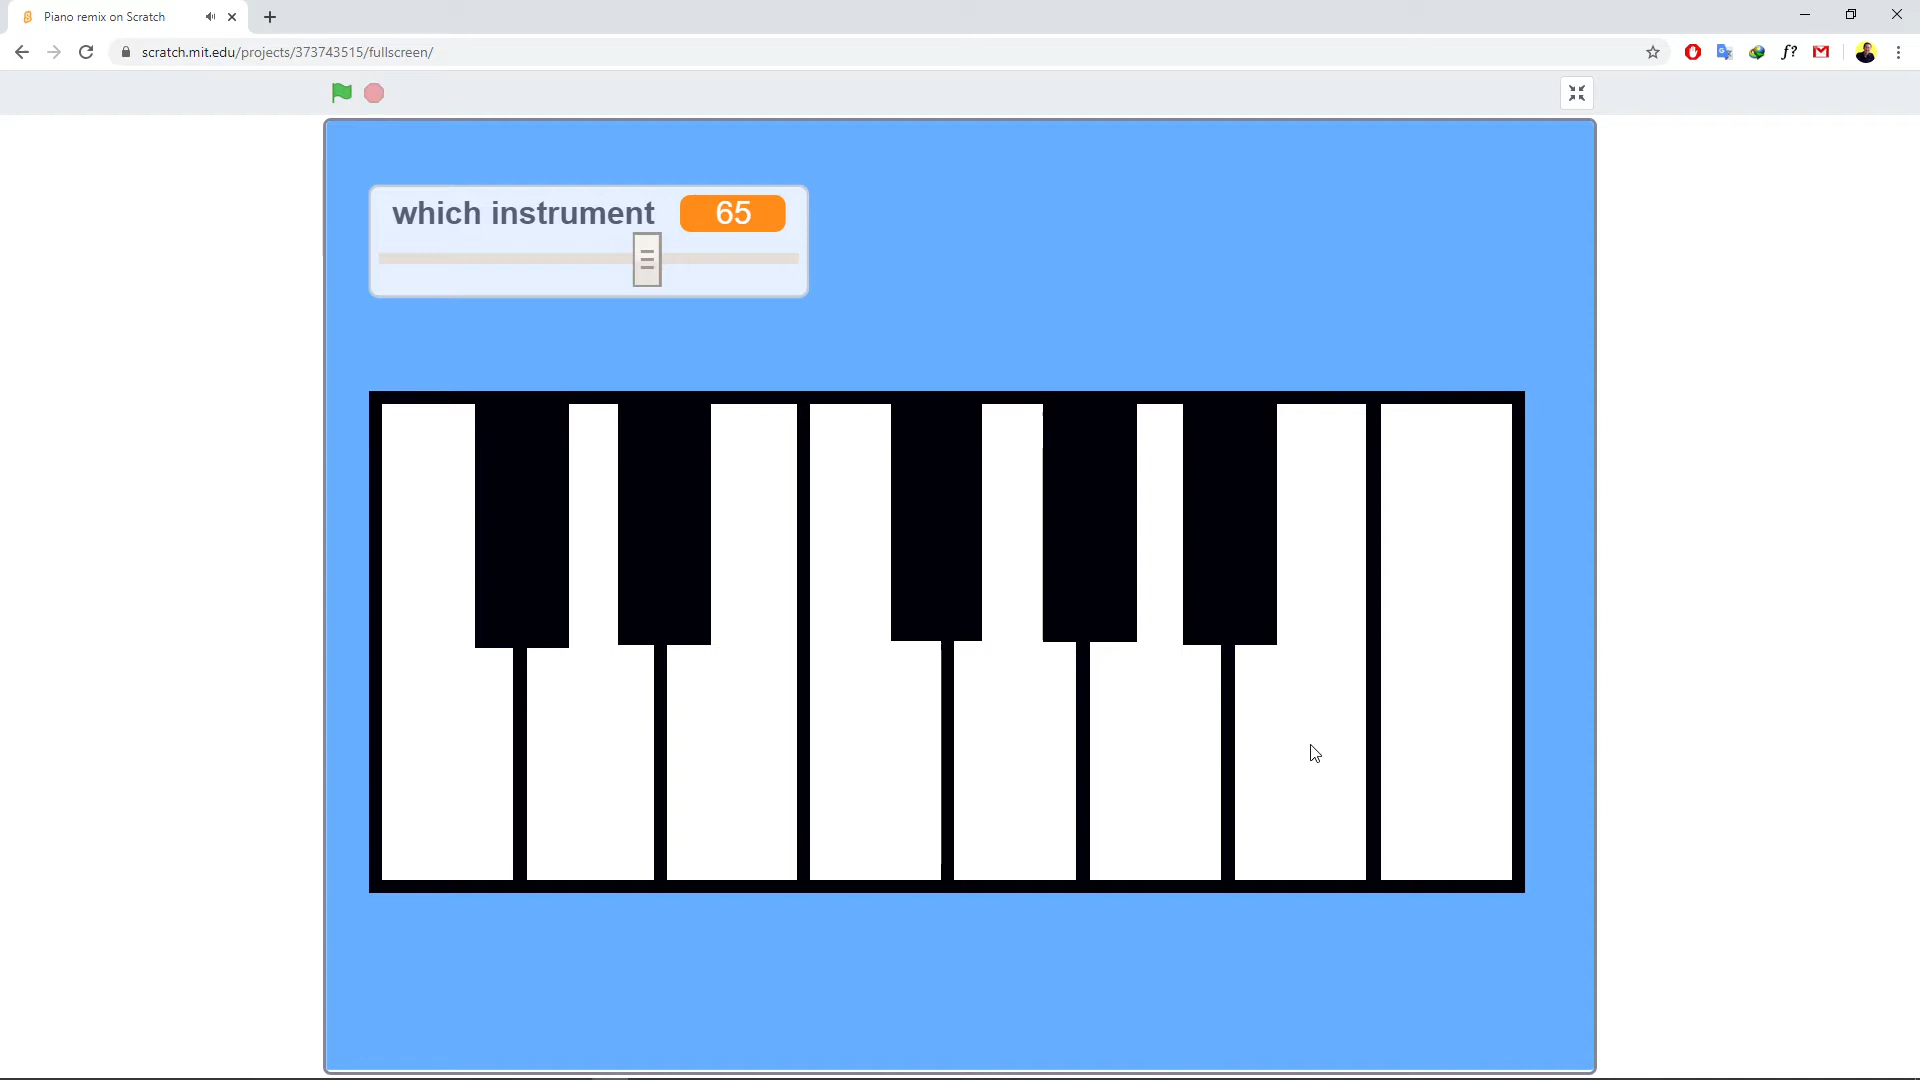 Piano remix on Scratch
scratch.mit.edu/projects/373743515/fullscreen/
f?
which instrument 65